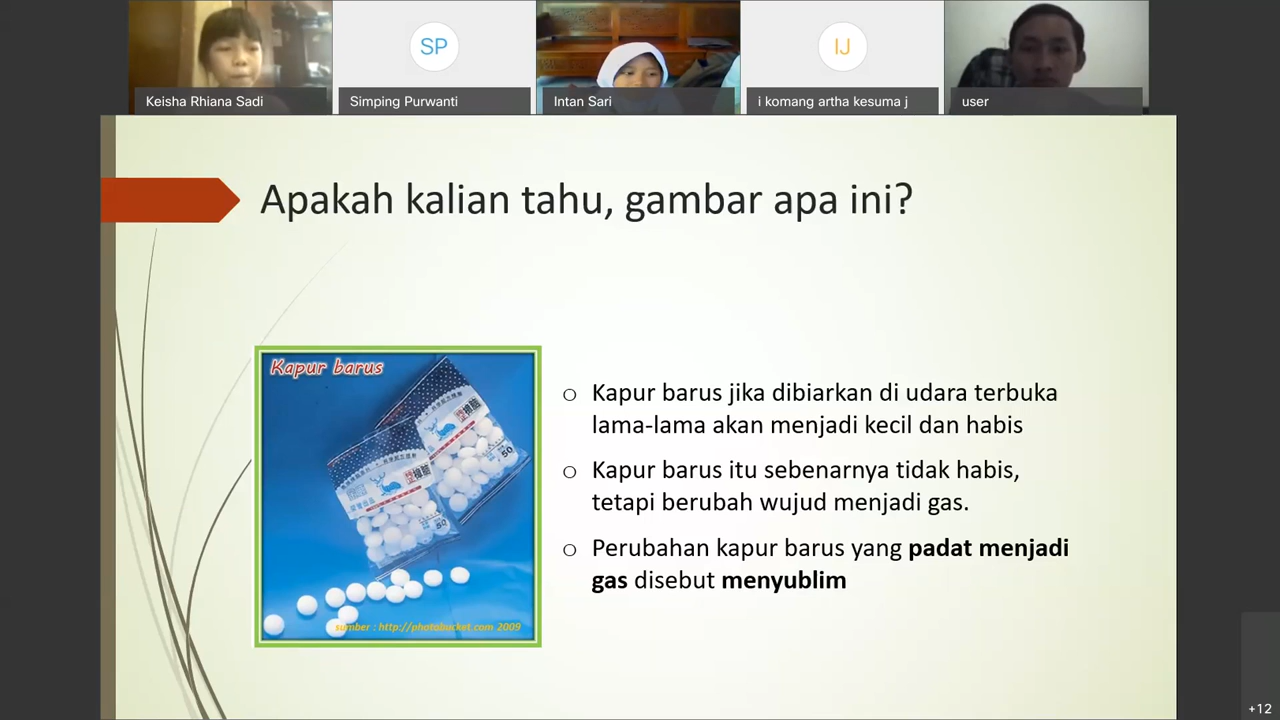 SP
IJ
Keisha Rhiana Sadi
Simping Purwanti
Intan Sari
i komang artha kesuma j
user
Apakah kalian tahu, gambar apa ini?
Kapur barus
50
50
sumber : http://photobucket.com 2009
Kapur barus jika dibiarkan di udara terbuka
lama-lama akan menjadi kecil dan habis
Kapur barus itu sebenarnya tidak habis,
tetapi berubah wujud menjadi gas.
Perubahan kapur barus yang padat menjadi
gas disebut menyublim
+12